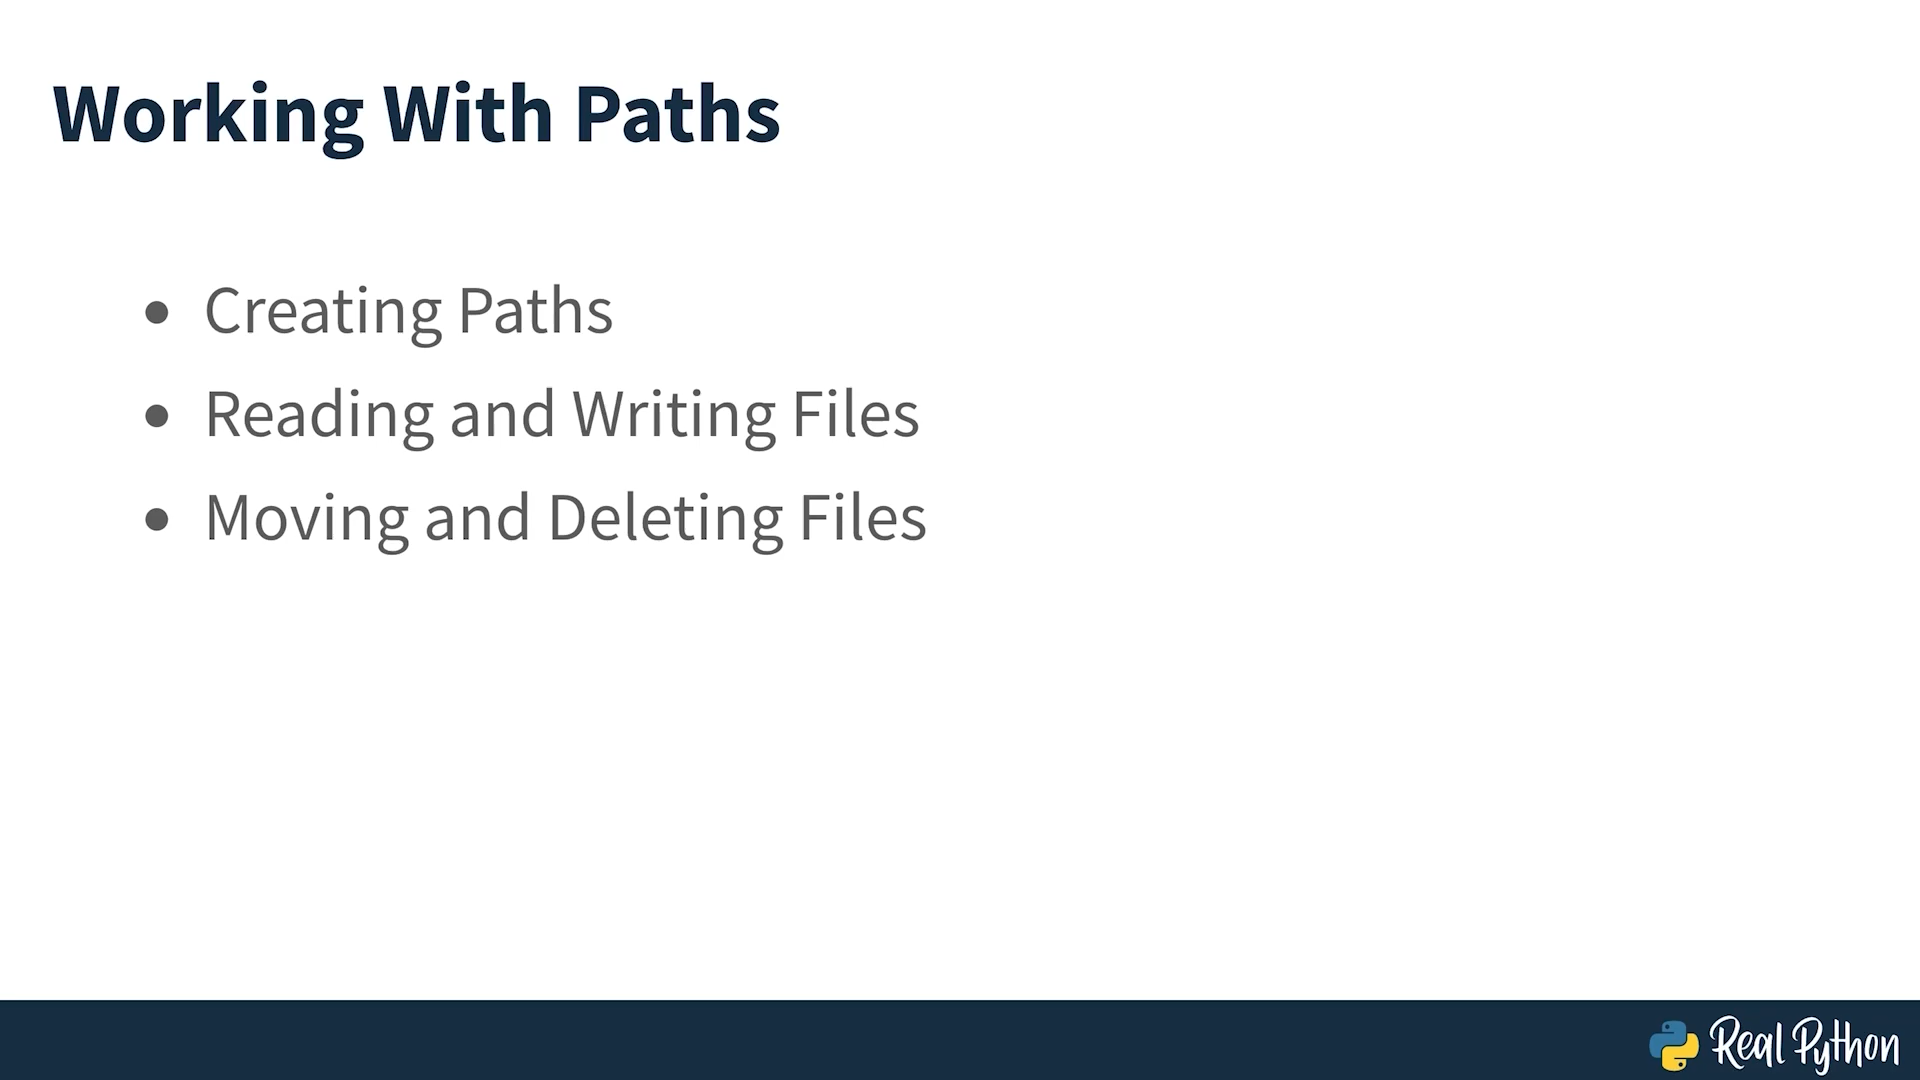 Working With Paths
Creating Paths
Reading and Writing Files
Moving and Deleting Files
Real Python